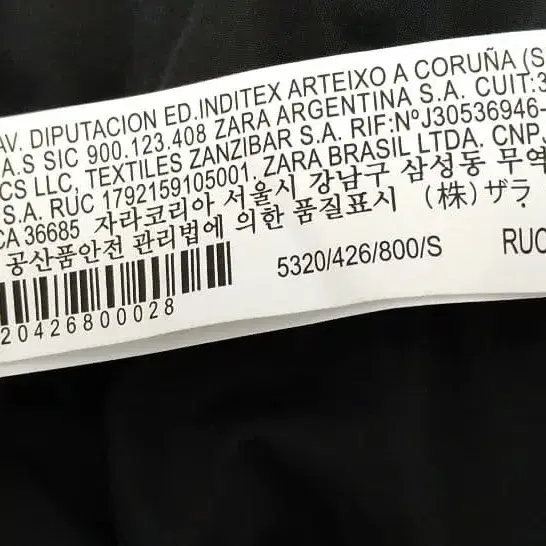 AV. DIPUTACION ED.INDITEX ARTEIXO A CORUÑA (S
A.S SIC 900.123.408 ZARA ARGENTINA S.A. CUIT:3
CS LLC, TEXTILES ZANZIBAR S.A. RIF:NºJ30536946-
S.A. RUC 1792159105001. ZARA BRASIL LTDA. CNP
CA 36685 자라코리아 서울시 강남구 삼성동 무역
공산품안전 관리법에 의한 품질표시 (株)ザラ
20426800028
5320/426/800/S
RUC